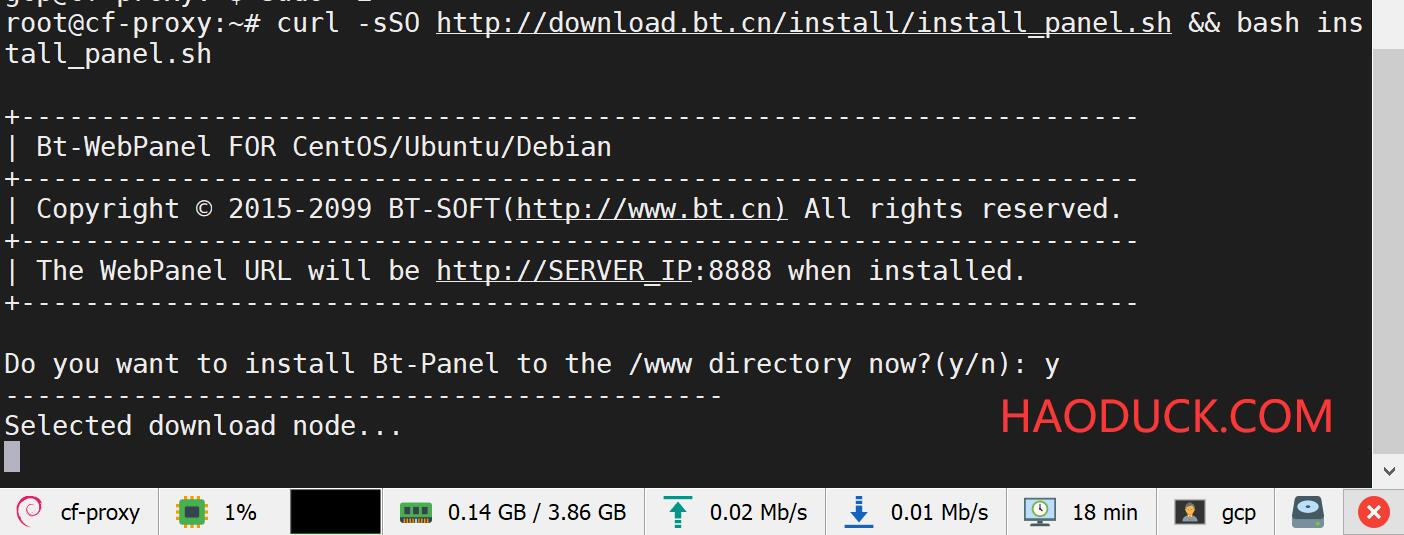 root@cf-proxy:~# curl -sSO http://download.bt.cn/install/install_panel.sh && bash ins
tall_panel.sh
+----------------------------------------------------------------------
| Bt-WebPanel FOR CentOS/Ubuntu/Debian
+----------------------------------------------------------------------
| Copyright © 2015-2099 BT-SOFT(http://www.bt.cn) All rights reserved.
+----------------------------------------------------------------------
| The WebPanel URL will be http://SERVER_IP:8888 when installed.
+----------------------------------------------------------------------
Do you want to install Bt-Panel to the /www directory now?(y/n): y
---------------------------------------------
Selected download node...
HAODUCK.COM
cf-proxy 1% 0.14 GB / 3.86 GB 0.02 Mb/s 0.01 Mb/s 18 min gcp